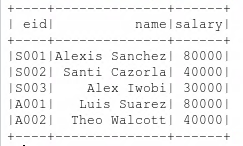 +----+--------------+------+
| eid|          name|salary|
+----+--------------+------+
|S001|Alexis Sanchez| 80000|
|S002| Santi Cazorla| 40000|
|S003|    Alex Iwobi| 30000|
|A001|   Luis Suarez| 80000|
|A002|  Theo Walcott| 40000|
+----+--------------+------+